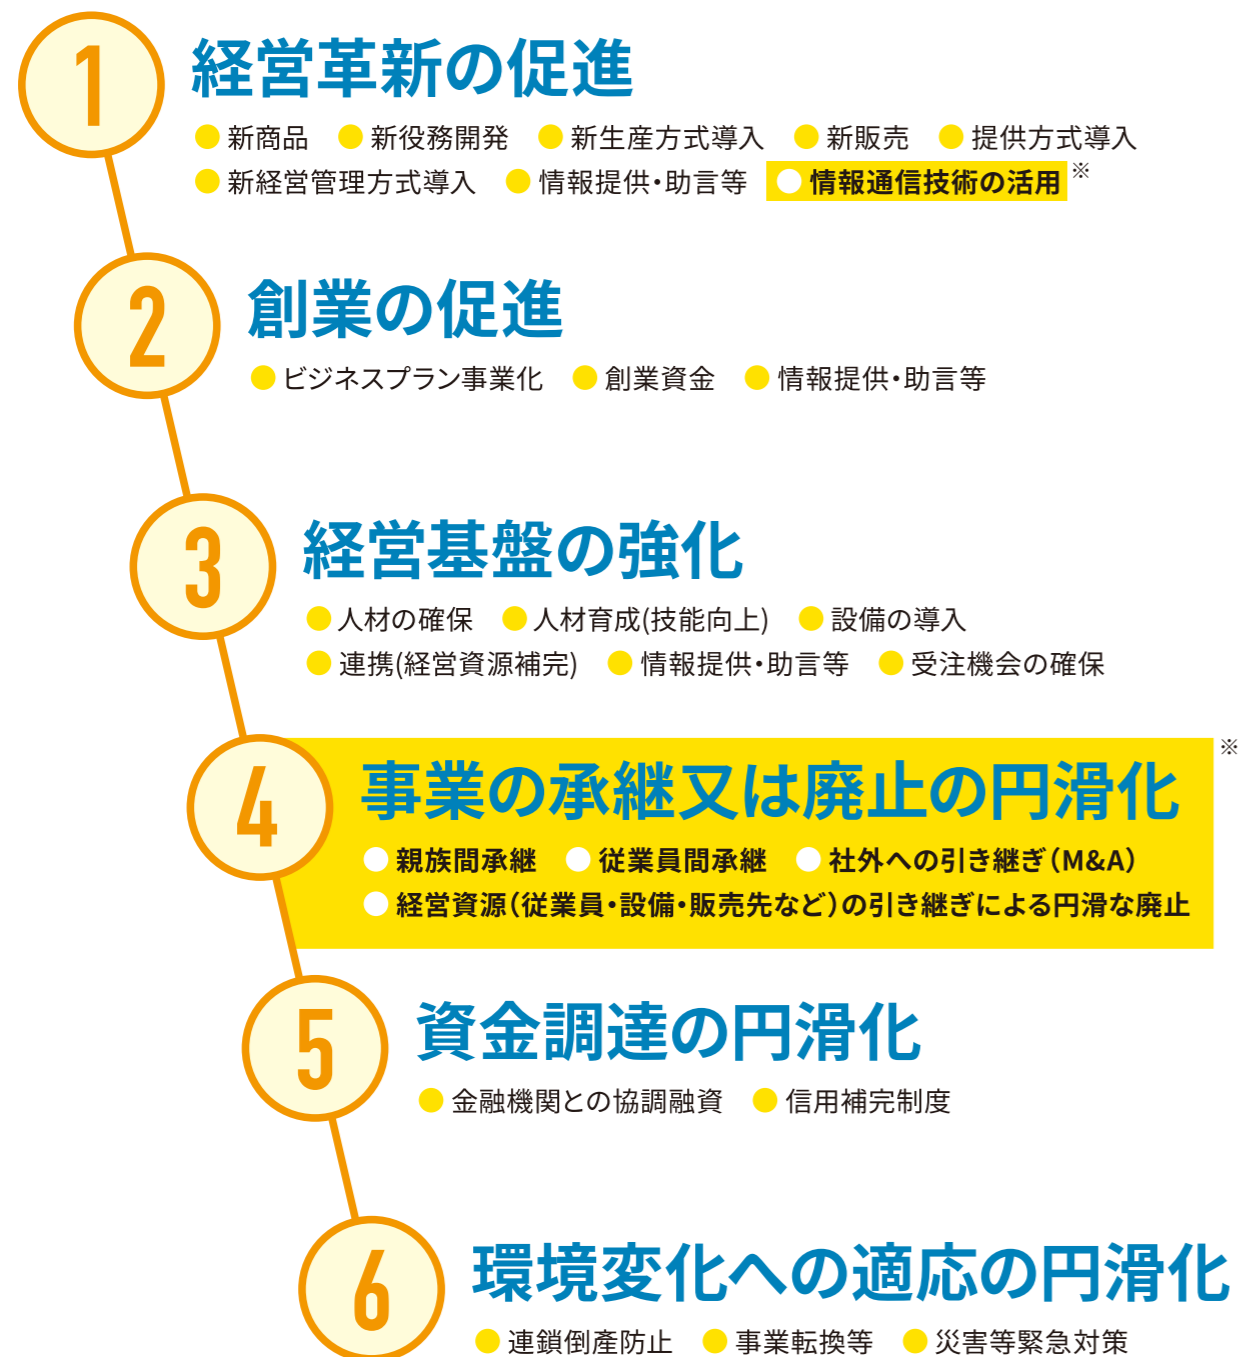 1
経営革新の促進
● 新商品 ● 新役務開発 ● 新生産方式導入 ● 新販売 ● 提供方式導入
● 新経営管理方式導入 ● 情報提供・助言等 ● 情報通信技術の活用 ※
2
創業の促進
● ビジネスプラン事業化 ● 創業資金 ● 情報提供・助言等
3
経営基盤の強化
● 人材の確保 ● 人材育成(技能向上) ● 設備の導入
● 連携(経営資源補完) ● 情報提供・助言等 ● 受注機会の確保
4
事業の承継又は廃止の円滑化 ※
● 親族間承継 ● 従業員間承継 ● 社外への引き継ぎ（M&A）
● 経営資源（従業員・設備・販売先など）の引き継ぎによる円滑な廃止
5
資金調達の円滑化
● 金融機関との協調融資 ● 信用補完制度
6
環境変化への適応の円滑化
● 連鎖倒産防止 ● 事業転換等 ● 災害等緊急対策